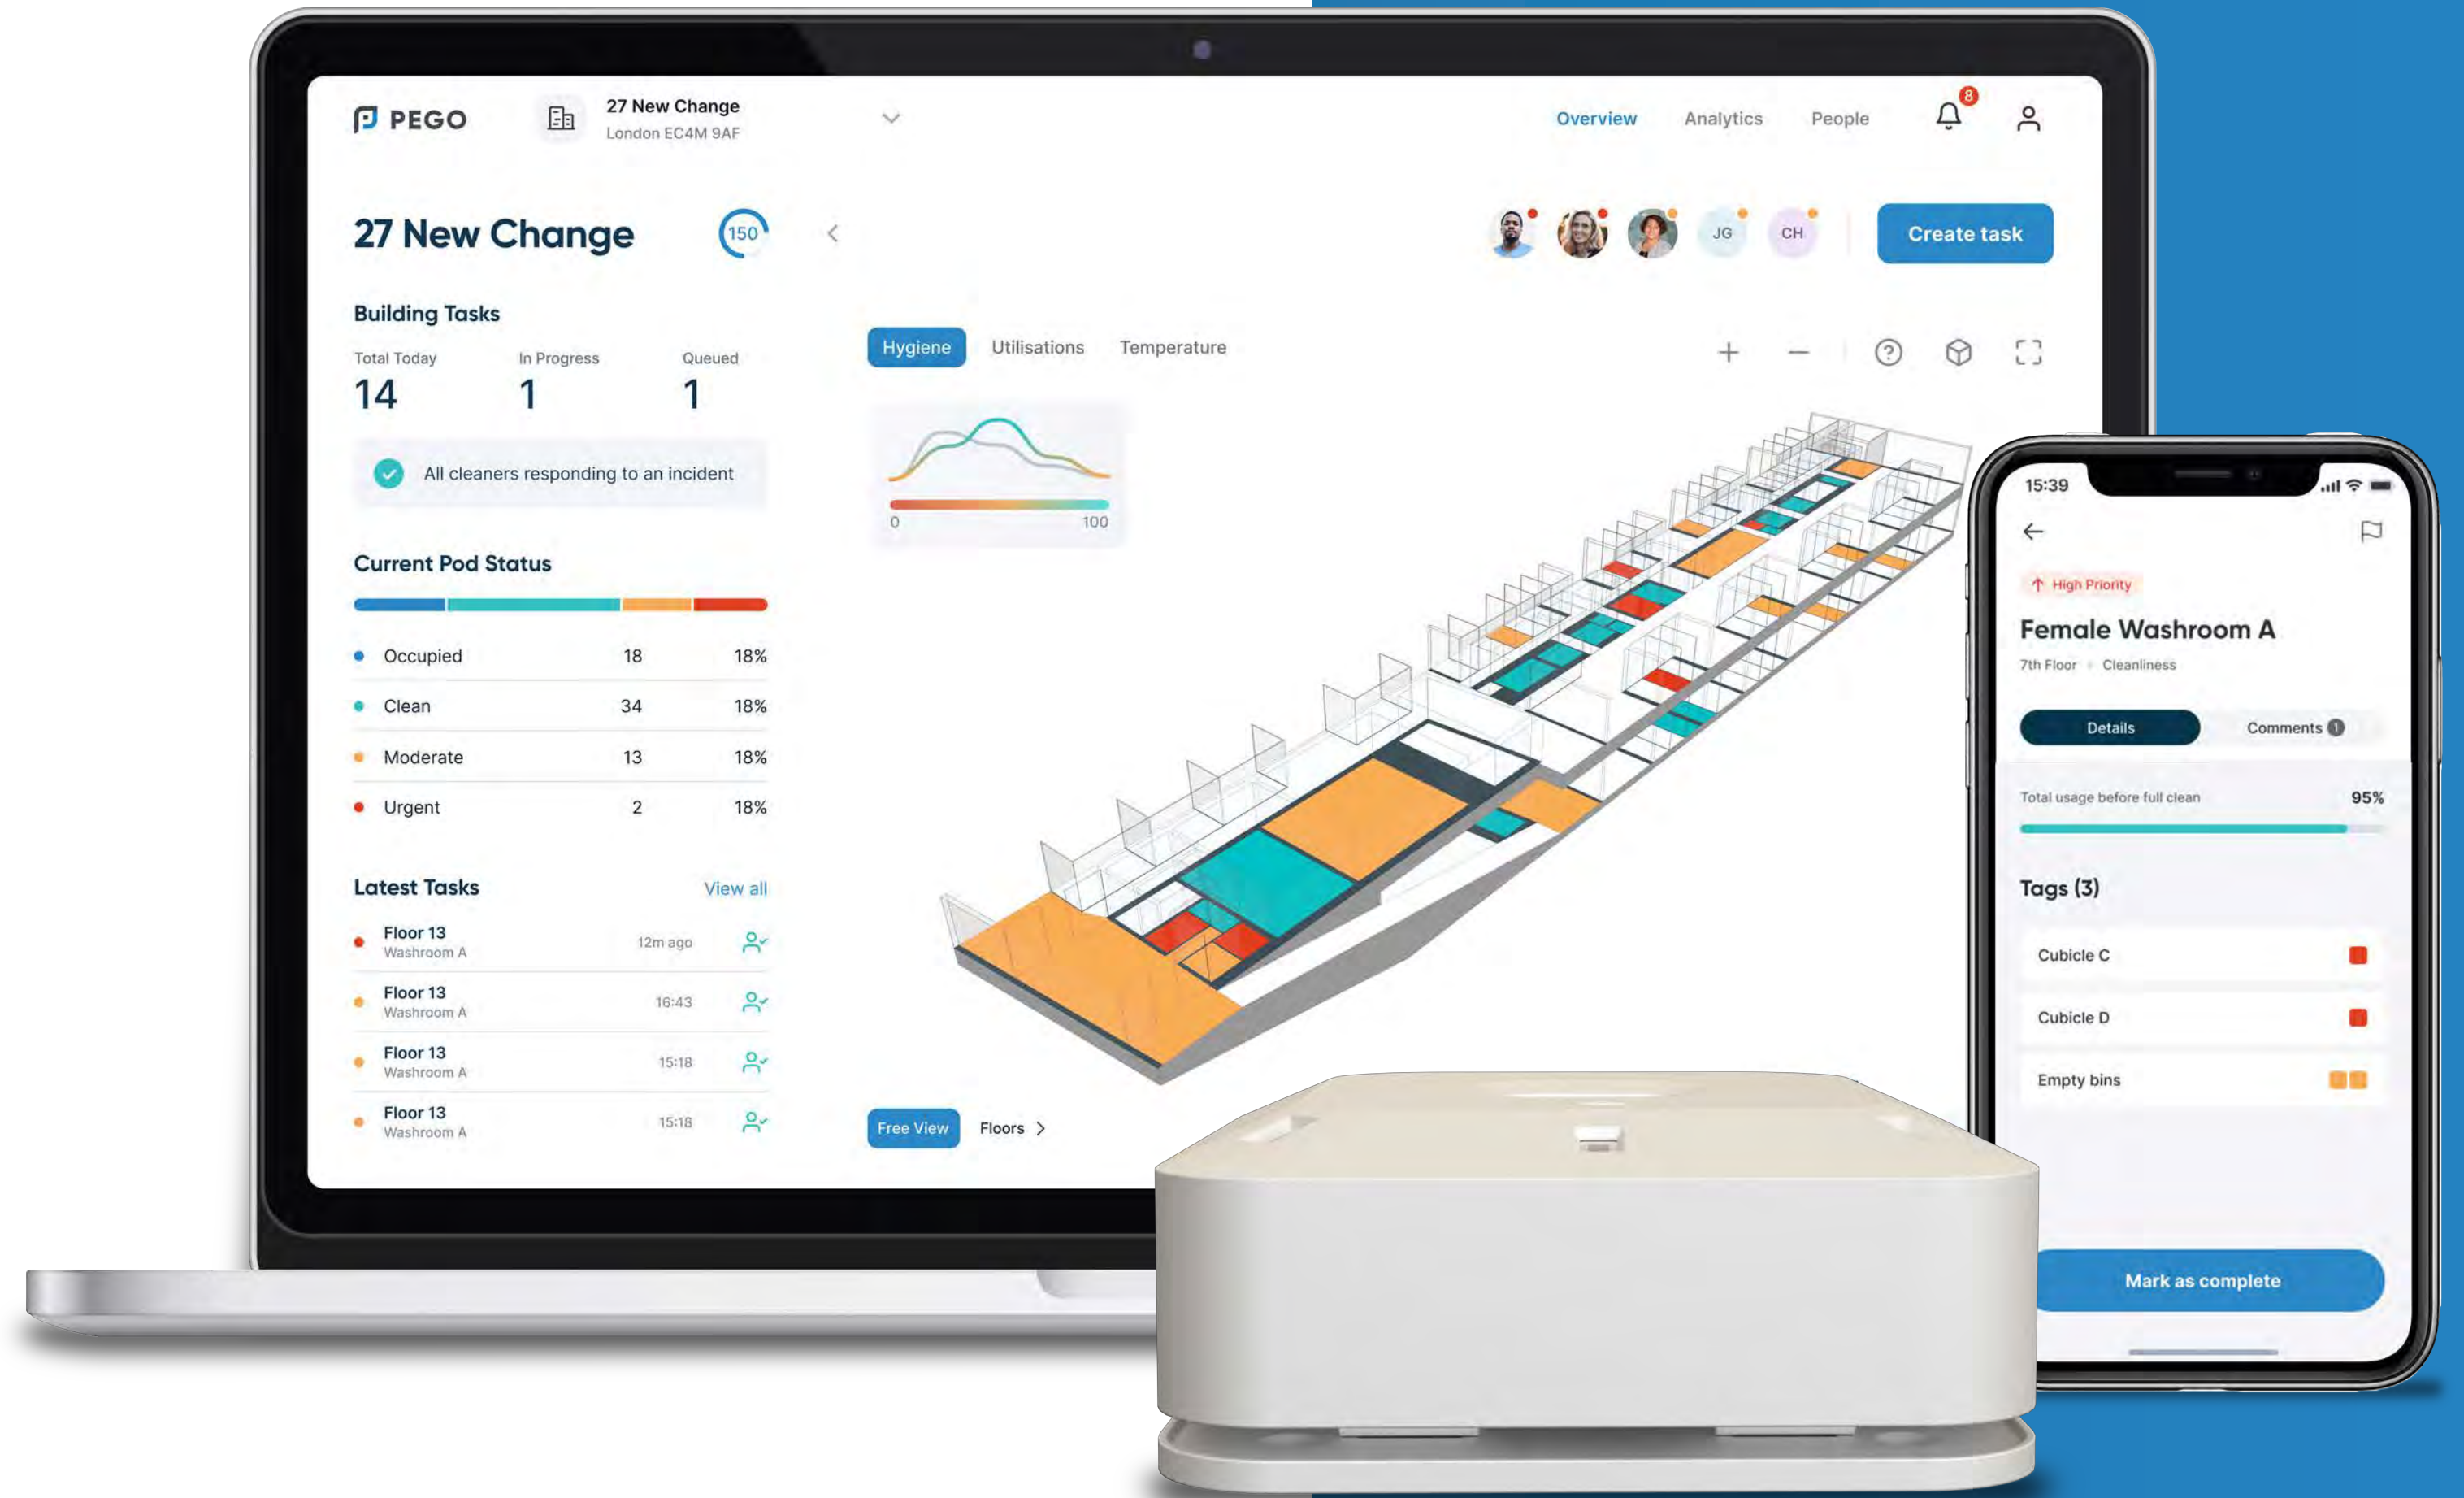 PEGO
27 New Change
London EC4M 9AF
Overview
Analytics
People
8
27 New Change
150
JG
CH
Create task
Building Tasks
Total Today
In Progress
Queued
14
1
1
All cleaners responding to an incident
Hygiene
Utilisations
Temperature
0
100
Current Pod Status
Occupied 18 18%
Clean 34 18%
Moderate 13 18%
Urgent 2 18%
Latest Tasks
View all
Floor 13
Washroom A
12m ago
Floor 13
Washroom A
16:43
Floor 13
Washroom A
15:18
Floor 13
Washroom A
15:18
Free View
Floors
15:39
High Priority
Female Washroom A
7th Floor
Cleanliness
Details
Comments 1
Total usage before full clean
95%
Tags (3)
Cubicle C
Cubicle D
Empty bins
Mark as complete